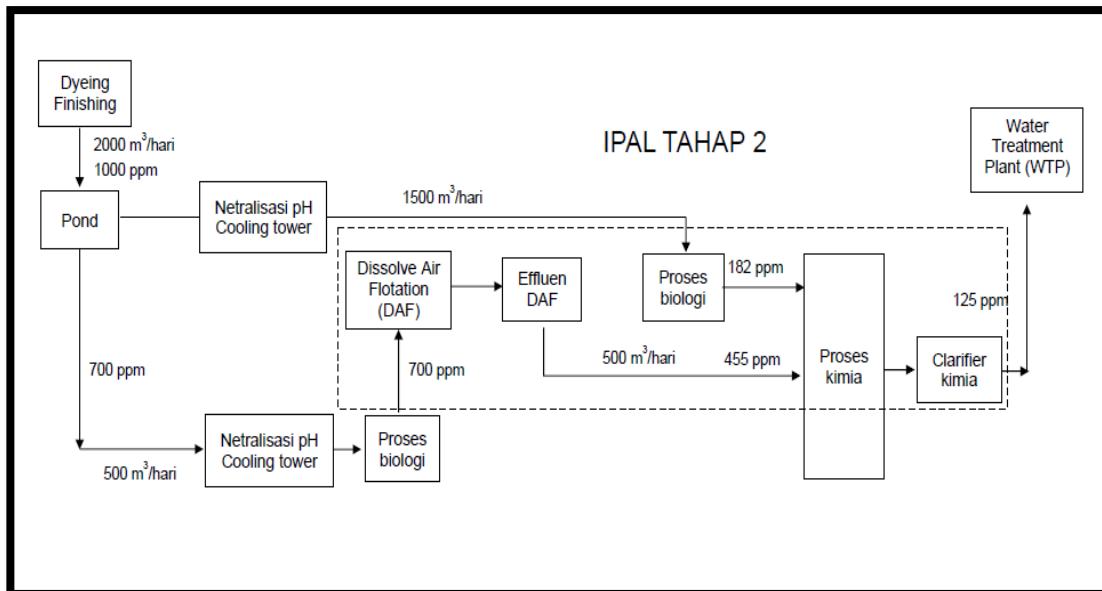 Dyeing
Finishing
2000 m³/hari
1000 ppm
IPAL TAHAP 2
Water
Treatment
Plant (WTP)
Pond
Netralisasi pH
Cooling tower
1500 m³/hari
Dissolve Air
Flotation
(DAF)
Effluen
DAF
Proses
biologi
182 ppm
125 ppm
700 ppm
700 ppm
500 m³/hari
455 ppm
Proses
kimia
Clarifier
kimia
500 m³/hari
Netralisasi pH
Cooling tower
Proses
biologi